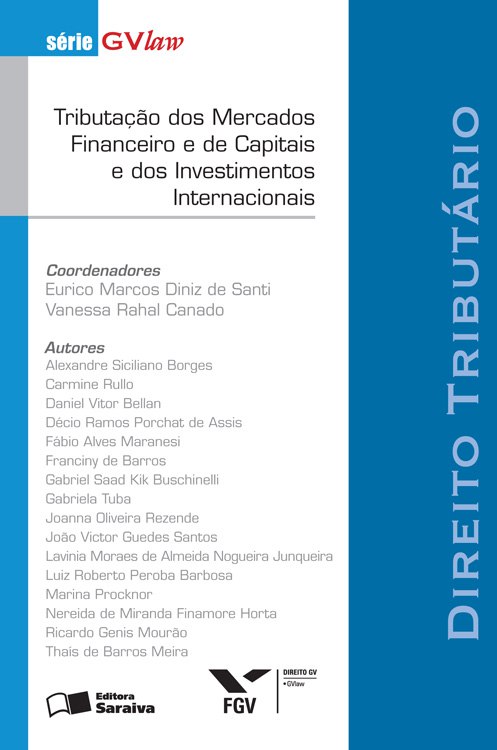 série GVlaw
Tributação dos Mercados
Financeiro e de Capitais
e dos Investimentos
Internacionais
Coordenadores
Eurico Marcos Diniz de Santi
Vanessa Rahal Canado
Autores
Alexandre Siciliano Borges
Carmine Rullo
Daniel Vitor Bellan
Décio Ramos Porchat de Assis
Fábio Alves Maranesi
Franciny de Barros
Gabriel Saad Kik Buschinelli
Gabriela Tuba
Joanna Oliveira Rezende
João Victor Guedes Santos
Lavinia Moraes de Almeida Nogueira Junqueira
Luiz Roberto Peroba Barbosa
Marina Procknor
Nereida de Miranda Finamore Horta
Ricardo Genis Mourão
Thais de Barros Meira
Editora
Saraiva
FGV
DIREITO GV
• GVlaw
DIREITO TRIBUTÁRIO